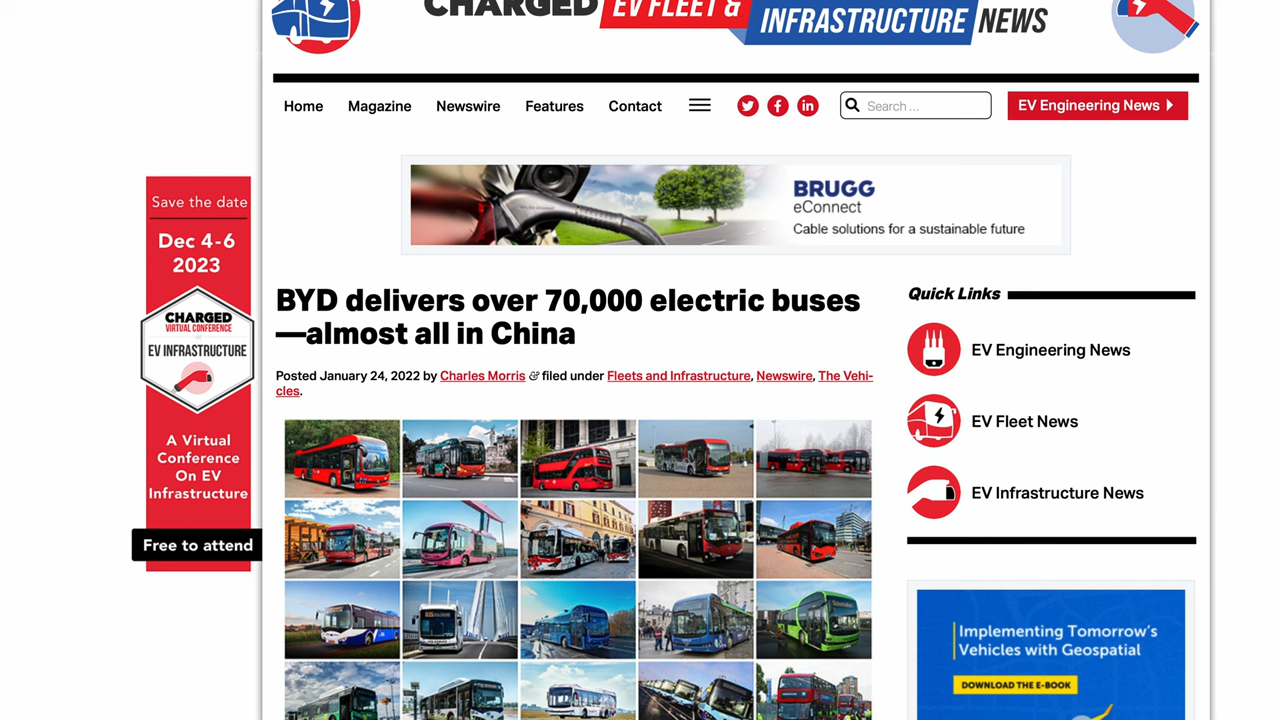 CHARGED EV FLEET & INFRASTRUCTURE NEWS
Home Magazine Newswire Features Contact Search ... EV Engineering News
BRUGG
eConnect
Cable solutions for a sustainable future
Save the date
Dec 4-6
2023
CHARGED
VIRTUAL CONFERENCE
EV INFRASTRUCTURE
A Virtual
Conference
On EV
Infrastructure
Free to attend
BYD delivers over 70,000 electric buses
—almost all in China
Posted January 24, 2022 by Charles Morris & filed under Fleets and Infrastructure, Newswire, The Vehi-
cles.
Quick Links
EV Engineering News
EV Fleet News
EV Infrastructure News
Implementing Tomorrow's
Vehicles with Geospatial
DOWNLOAD THE E-BOOK